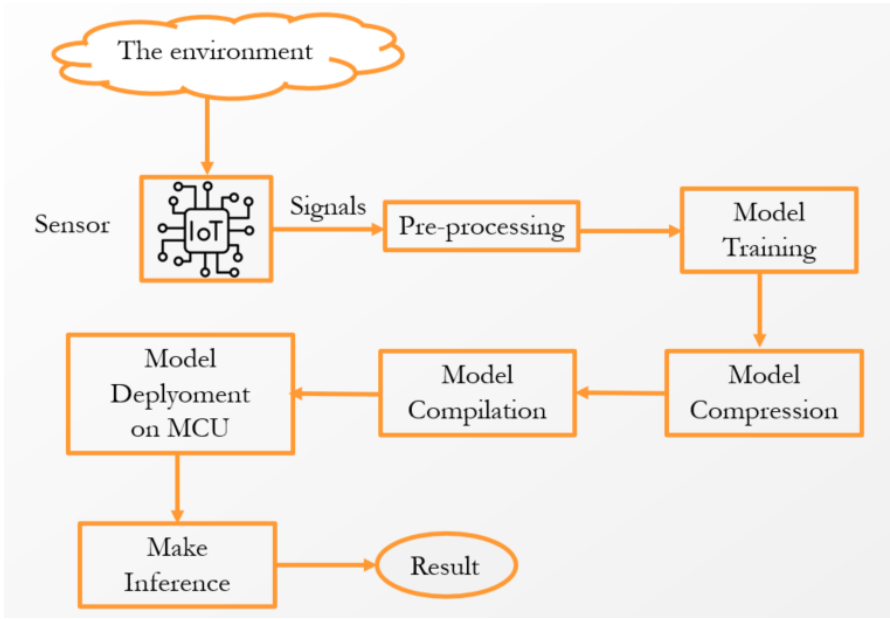 The environment
Sensor
IoT
Signals
Pre-processing
Model
Training
Model
Compression
Model
Compilation
Model
Deplyoment
on MCU
Make
Inference
Result